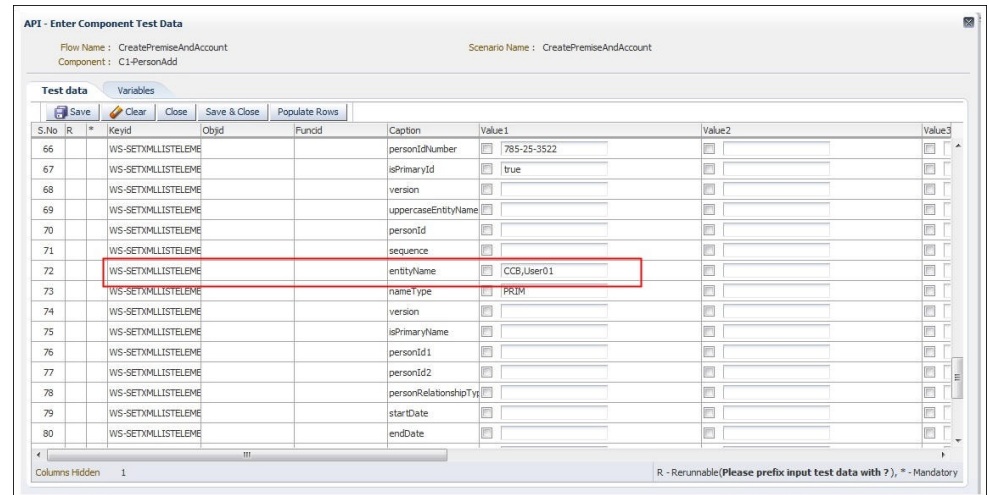 API - Enter Component Test Data
Flow Name : CreatePremiseAndAccount Scenario Name : CreatePremiseAndAccount
Component : C1-PersonAdd
Test data Variables
Save Clear Close Save & Close Populate Rows
S.No R * Keyid Objid Funcid Caption Value1 Value2 Value3
66 WS-SETXMLLISTELEME personIdNumber 785-25-3522
67 WS-SETXMLLISTELEME isPrimaryId true
68 WS-SETXMLLISTELEME version
69 WS-SETXMLLISTELEME uppercaseEntityName
70 WS-SETXMLLISTELEME personId
71 WS-SETXMLLISTELEME sequence
72 WS-SETXMLLISTELEME entityName CCB,User01
73 WS-SETXMLLISTELEME nameType PRIM
74 WS-SETXMLLISTELEME version
75 WS-SETXMLLISTELEME isPrimaryName
76 WS-SETXMLLISTELEME personId1
77 WS-SETXMLLISTELEME personId2
78 WS-SETXMLLISTELEME personRelationshipTyp
79 WS-SETXMLLISTELEME startDate
80 WS-SETXMLLISTELEME endDate
Columns Hidden 1 R - Rerunnable(Please prefix input test data with ? ), * - Mandatory